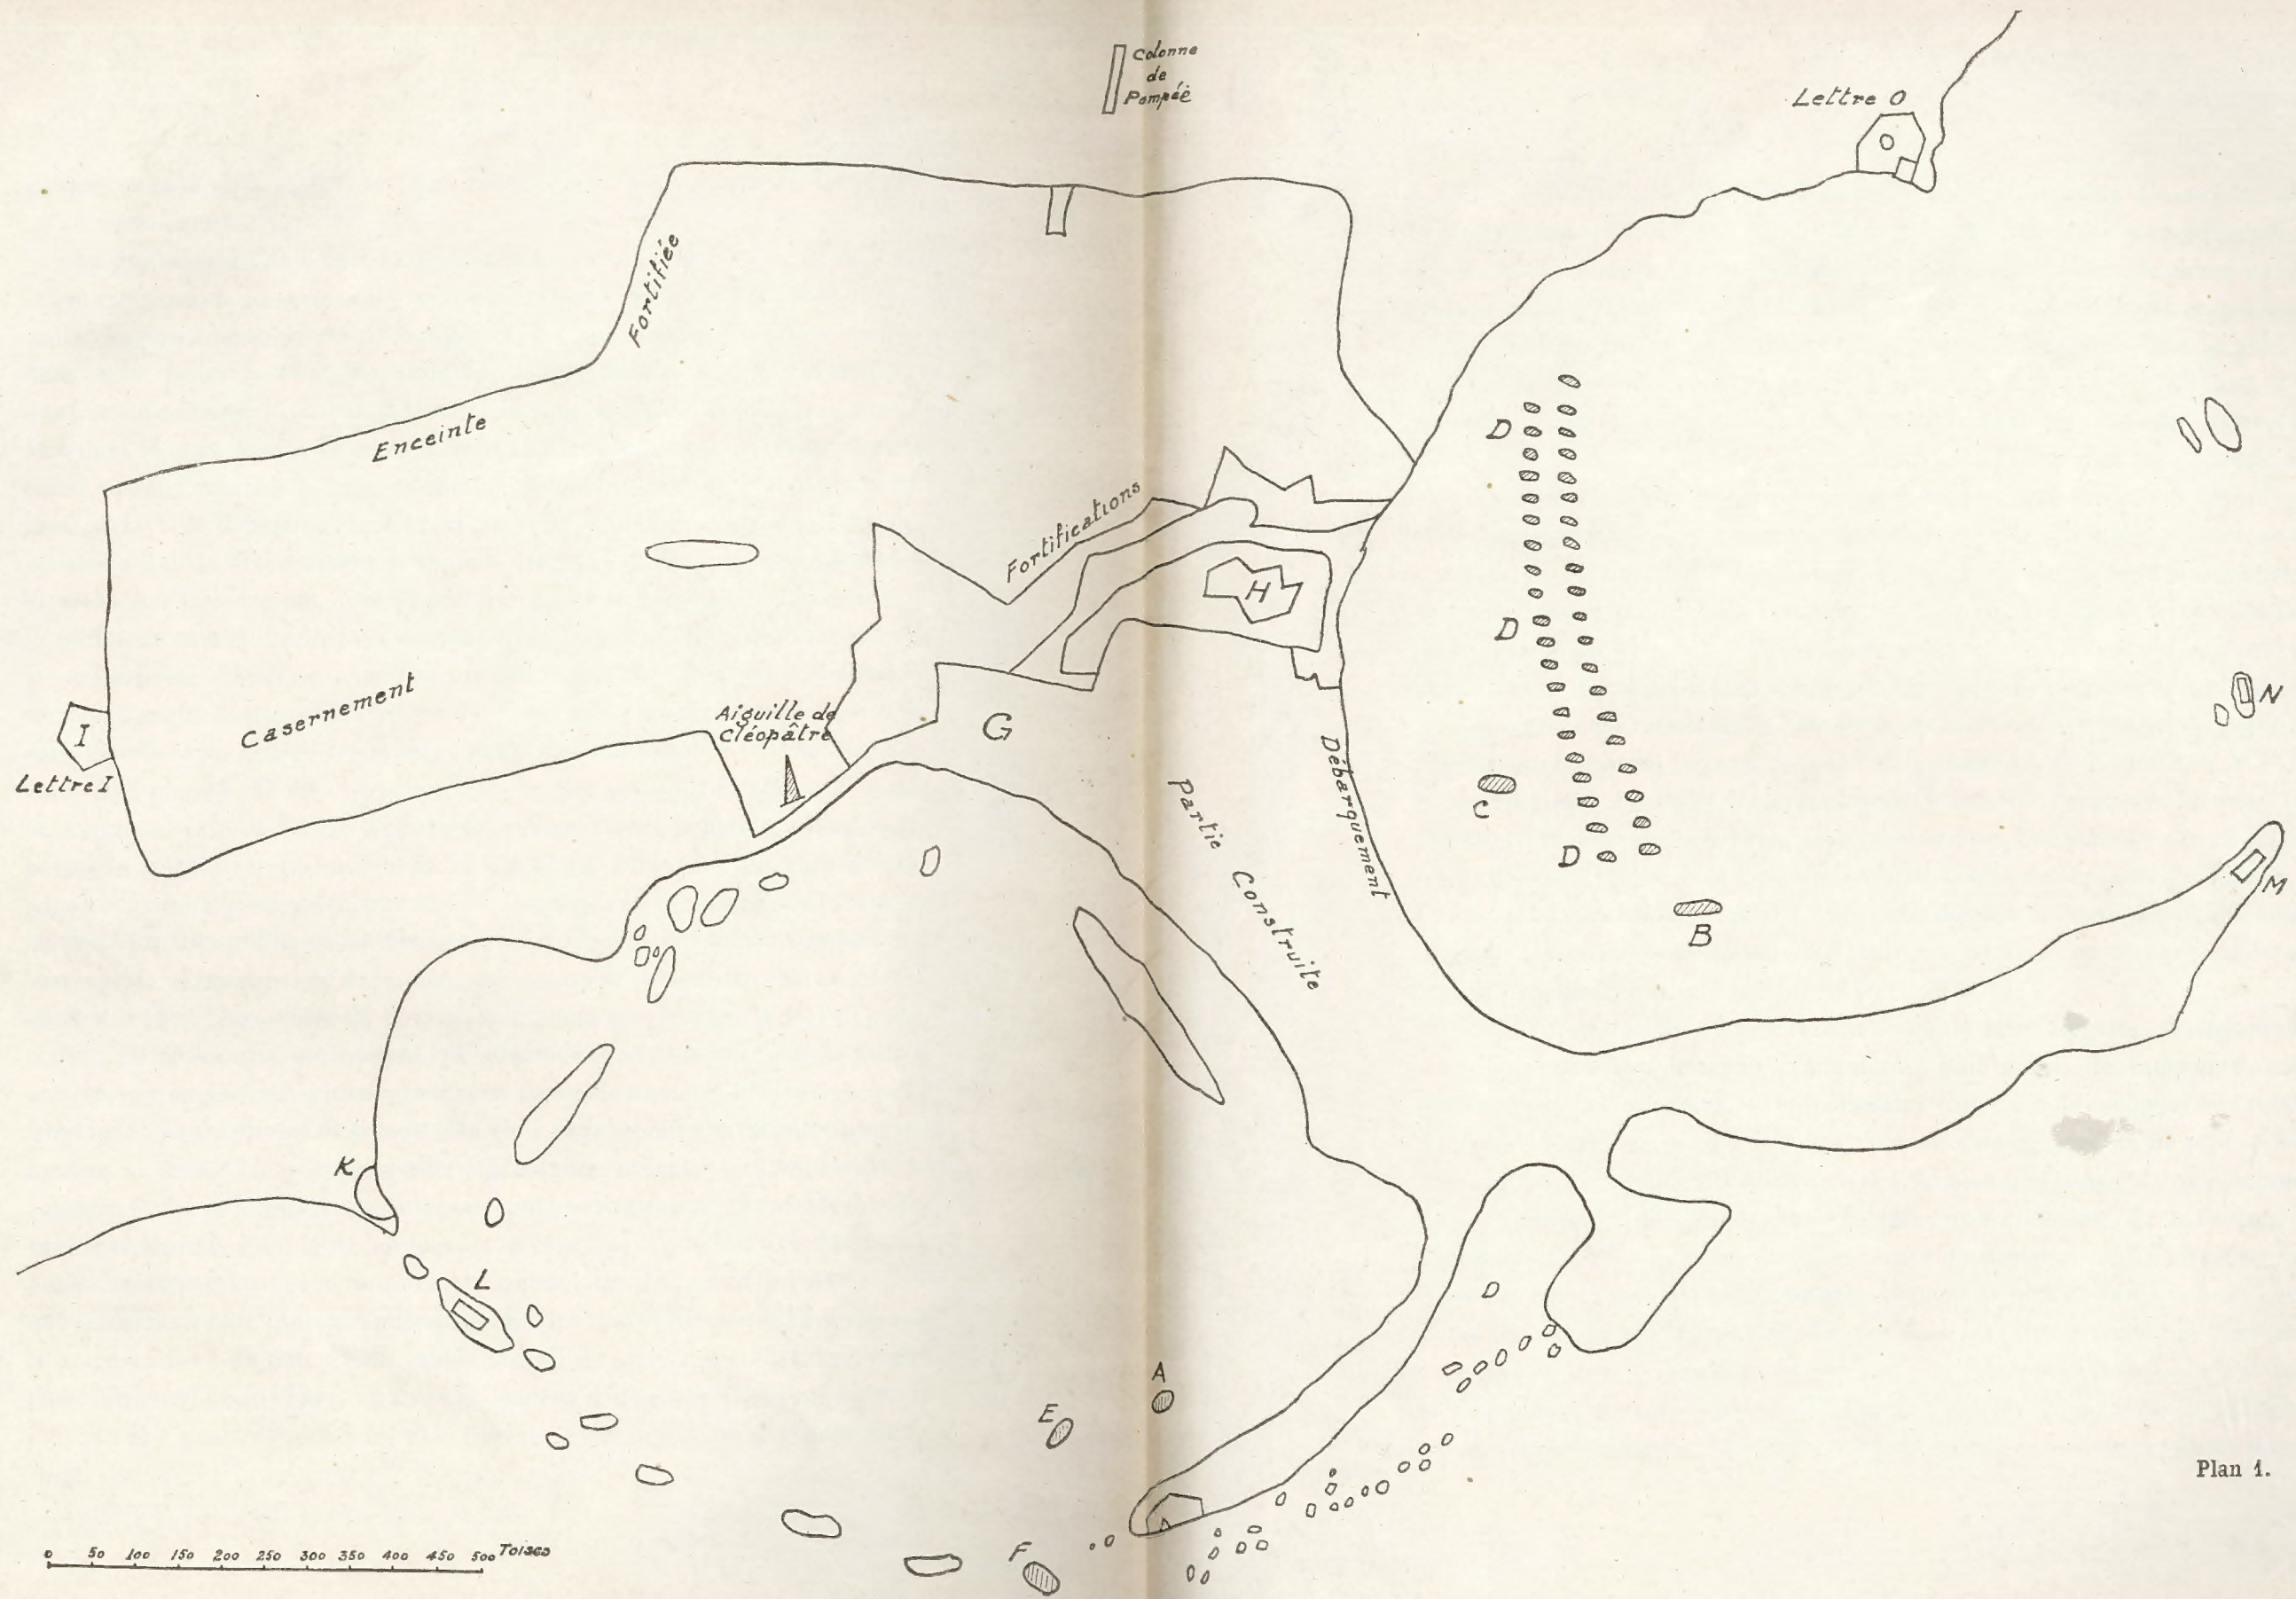 Colonne
de
Pompée
Lettre O
O
Fortifiée
Enceinte
D
Fortifications
H
D
N
Casernement
Aiguille de
Cléopâtre
G
I
Lettre I
Débarquement
Partie Construite
C
D
B
M
K
L
A
E
F
Plan 1.
0 50 100 150 200 250 300 350 400 450 500 Toises